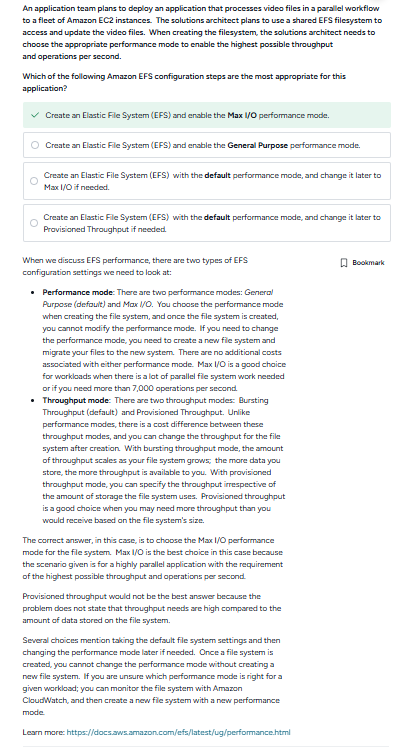 An application team plans to deploy an application that processes video files in a parallel workflow
to a fleet of Amazon EC2 instances. The solutions architect plans to use a shared EFS filesystem to
access and update the video files. When creating the filesystem, the solutions architect needs to
choose the appropriate performance mode to enable the highest possible throughput
and operations per second.
Which of the following Amazon EFS configuration steps are the most appropriate for this
application?
Create an Elastic File System (EFS) and enable the Max I/O performance mode.
Create an Elastic File System (EFS) and enable the General Purpose performance mode.
Create an Elastic File System (EFS) with the default performance mode, and change it later to
Max I/O if needed.
Create an Elastic File System (EFS) with the default performance mode, and change it later to
Provisioned Throughput if needed.
When we discuss EFS performance, there are two types of EFS
configuration settings we need to look at:
Bookmark
• Performance mode: There are two performance modes: General
Purpose (default) and Max I/O. You choose the performance mode
when creating the file system, and once the file system is created,
you cannot modify the performance mode. If you need to change
the performance mode, you need to create a new file system and
migrate your files to the new system. There are no additional costs
associated with either performance mode. Max I/O is a good choice
for workloads when there is a lot of parallel file system work needed
or if you need more than 7,000 operations per second.
• Throughput mode: There are two throughput modes: Bursting
Throughput (default) and Provisioned Throughput. Unlike
performance modes, there is a cost difference between these
throughput modes, and you can change the throughput for the file
system after creation. With bursting throughput mode, the amount
of throughput scales as your file system grows; the more data you
store, the more throughput is available to you. With provisioned
throughput mode, you can specify the throughput irrespective of
the amount of storage the file system uses. Provisioned throughput
is a good choice when you may need more throughput than you
would receive based on the file system's size.
The correct answer, in this case, is to choose the Max I/O performance
mode for the file system. Max I/O is the best choice in this case because
the scenario given is for a highly parallel application with the requirement
of the highest possible throughput and operations per second.
Provisioned throughput would not be the best answer because the
problem does not state that throughput needs are high compared to the
amount of data stored on the file system.
Several choices mention taking the default file system settings and then
changing the performance mode later if needed. Once a file system is
created, you cannot change the performance mode without creating a
new file system. If you are unsure which performance mode is right for a
given workload; you can monitor the file system with Amazon
CloudWatch, and then create a new file system with a new performance
mode.
Learn more: https://docs.aws.amazon.com/efs/latest/ug/performance.html